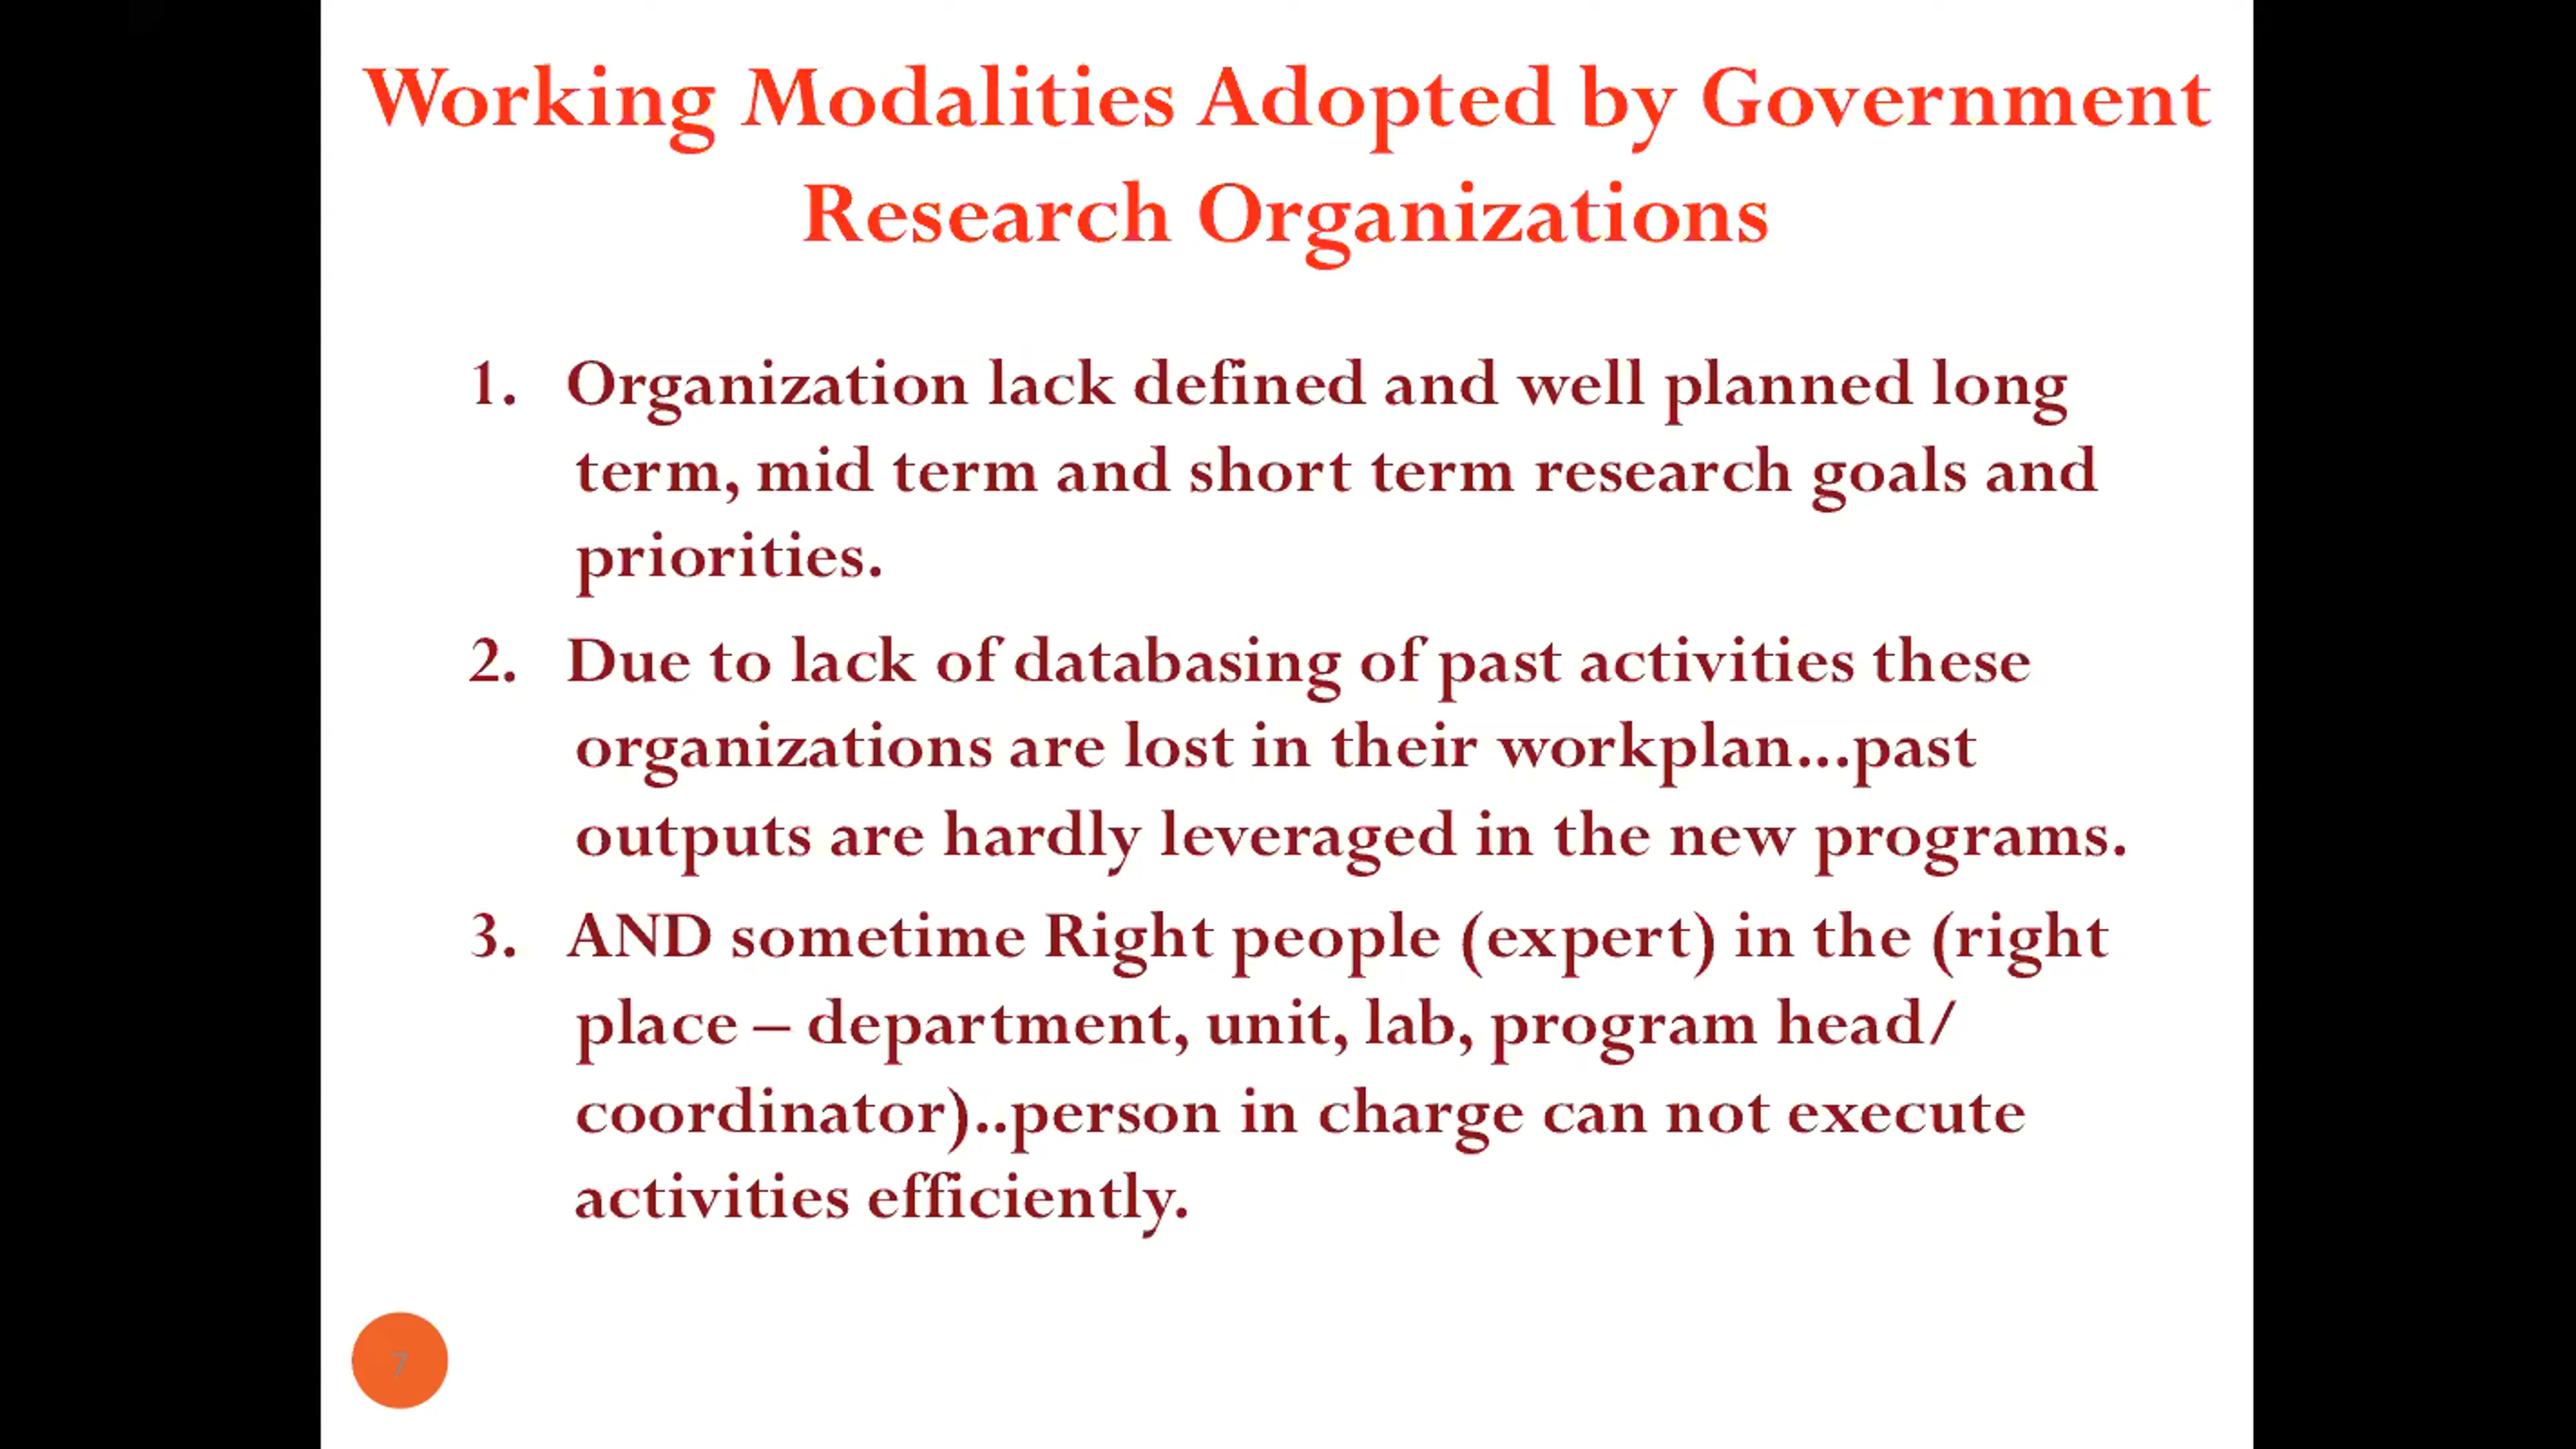 Working Modalities Adopted by Government
Research Organizations
1. Organization lack defined and well planned long
term, mid term and short term research goals and
priorities.
2. Due to lack of databasing of past activities these
organizations are lost in their workplan...past
outputs are hardly leveraged in the new programs.
3. AND sometime Right people (expert) in the (right
place – department, unit, lab, program head/
coordinator)..person in charge can not execute
activities efficiently.
7